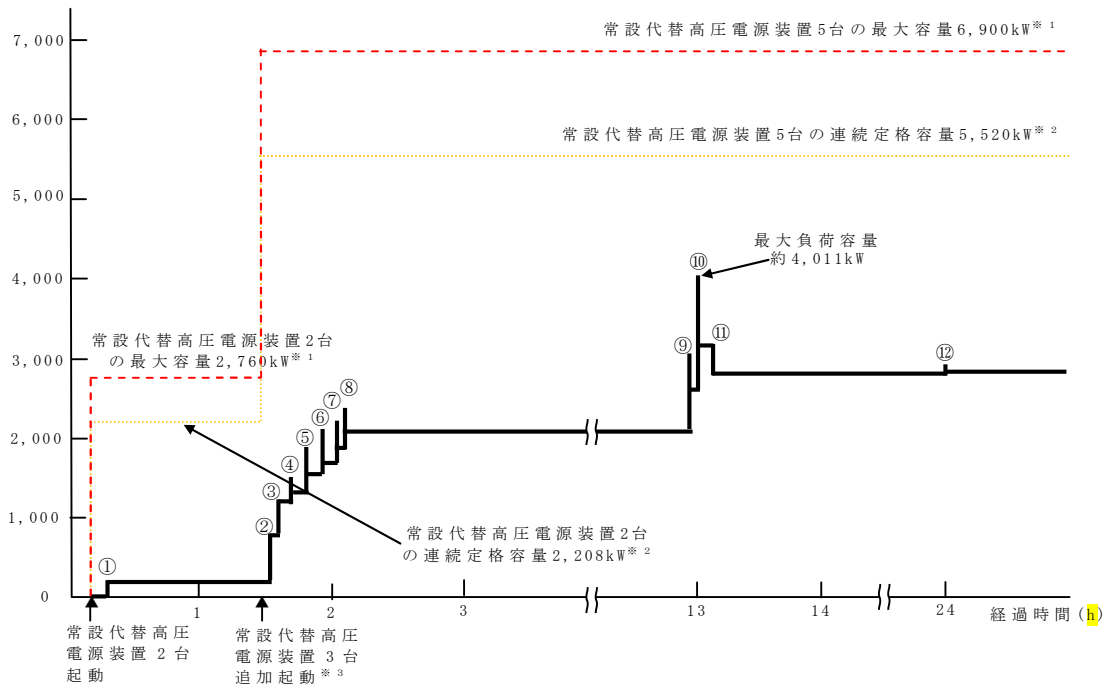 常設代替高圧電源装置5台の最大容量6,900kW※1
7,000
常設代替高圧電源装置5台の連続定格容量5,520kW※2
6,000
5,000
最大負荷容量
約4,011kW
⑩
4,000
常設代替高圧電源装置2台
の最大容量2,760kW※1
⑨
⑪
⑫
3,000
⑧
⑦
⑥
⑤
2,000
④
③
②
1,000
常設代替高圧電源装置2台
の連続定格容量2,208kW※2
①
0
1
2
3
13
14
24
経過時間(h)
常設代替高圧
電源装置2台
起動
常設代替高圧
電源装置3台
追加起動※3